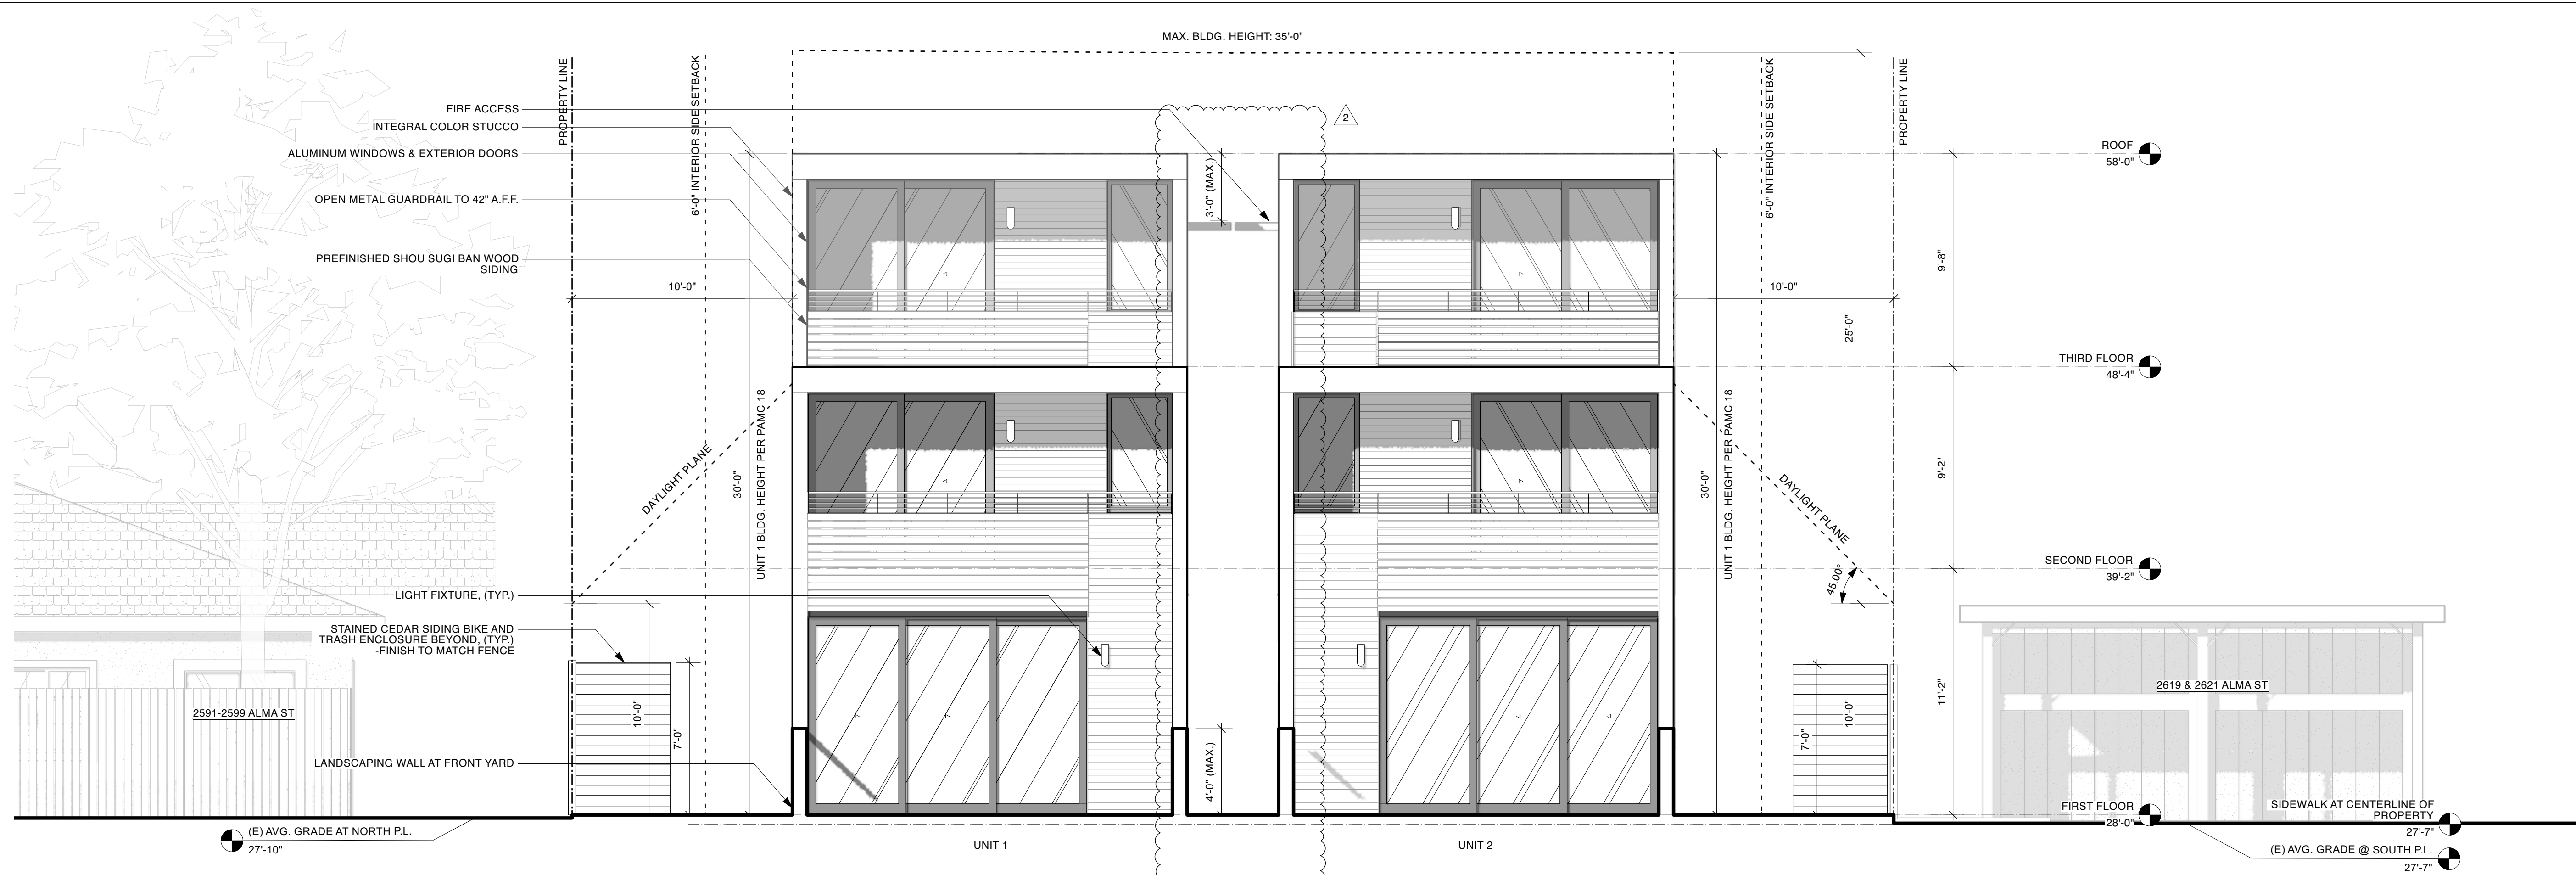 MAX. BLDG. HEIGHT: 35'-0"
PROPERTY LINE
6'-0" INTERIOR SIDE SETBACK
FIRE ACCESS
INTEGRAL COLOR STUCCO
ALUMINUM WINDOWS & EXTERIOR DOORS
OPEN METAL GUARDRAIL TO 42" A.F.F.
PREFINISHED SHOU SUGI BAN WOOD
SIDING
10'-0"
DAYLIGHT PLANE
30'-0"
UNIT 1 BLDG. HEIGHT PER PAMC 18
LIGHT FIXTURE, (TYP.)
STAINED CEDAR SIDING BIKE AND
TRASH ENCLOSURE BEYOND, (TYP.)
-FINISH TO MATCH FENCE
2591-2599 ALMA ST
10'-0"
7'-0"
LANDSCAPING WALL AT FRONT YARD
(E) AVG. GRADE AT NORTH P.L.
27'-10"
3'-0" (MAX.)
2
4'-0" (MAX.)
UNIT 1
UNIT 2
6'-0" INTERIOR SIDE SETBACK
PROPERTY LINE
10'-0"
25'-0"
30'-0"
UNIT 1 BLDG. HEIGHT PER PAMC 18
DAYLIGHT PLANE
45.00°
7'-0"
10'-0"
9'-8"
9'-2"
11'-2"
ROOF
58'-0"
THIRD FLOOR
48'-4"
SECOND FLOOR
39'-2"
2619 & 2621 ALMA ST
FIRST FLOOR
28'-0"
SIDEWALK AT CENTERLINE OF
PROPERTY
27'-7"
(E) AVG. GRADE @ SOUTH P.L.
27'-7"